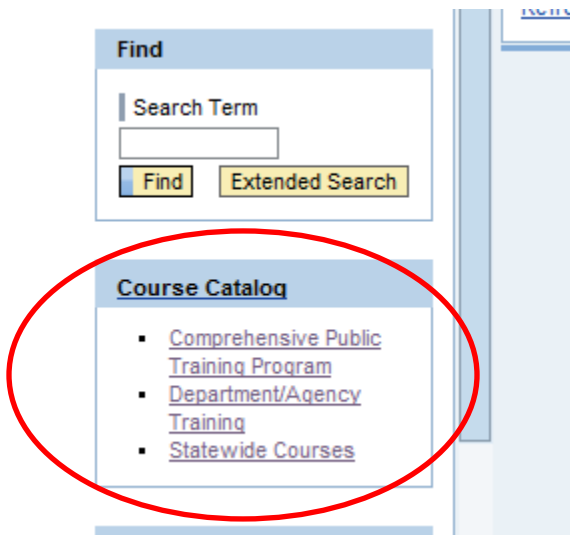 Find
Search Term
Find
Extended Search
Course Catalog
Comprehensive Public
Training Program
Department/Agency
Training
Statewide Courses